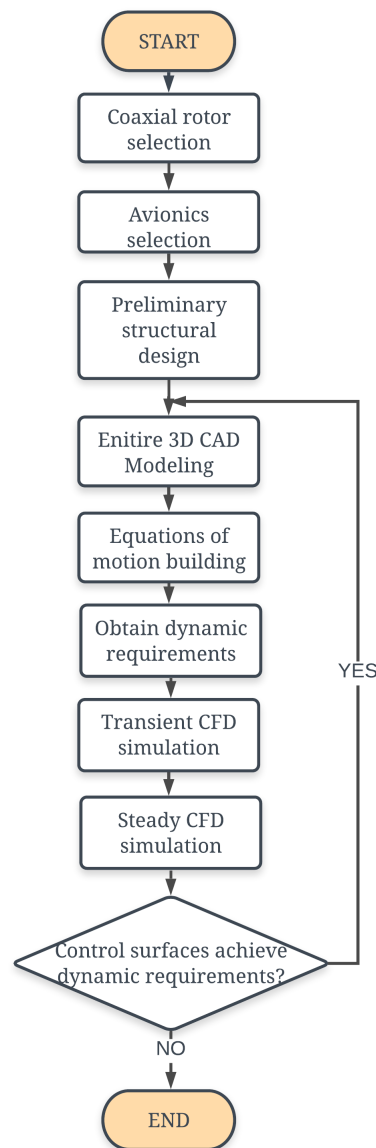 START
Coaxial rotor
selection
Avionics
selection
Preliminary
structural
design
Enitire 3D CAD
Modeling
Equations of
motion building
Obtain dynamic
requirements
YES
Transient CFD
simulation
Steady CFD
simulation
Control surfaces achieve
dynamic requirements?
NO
END